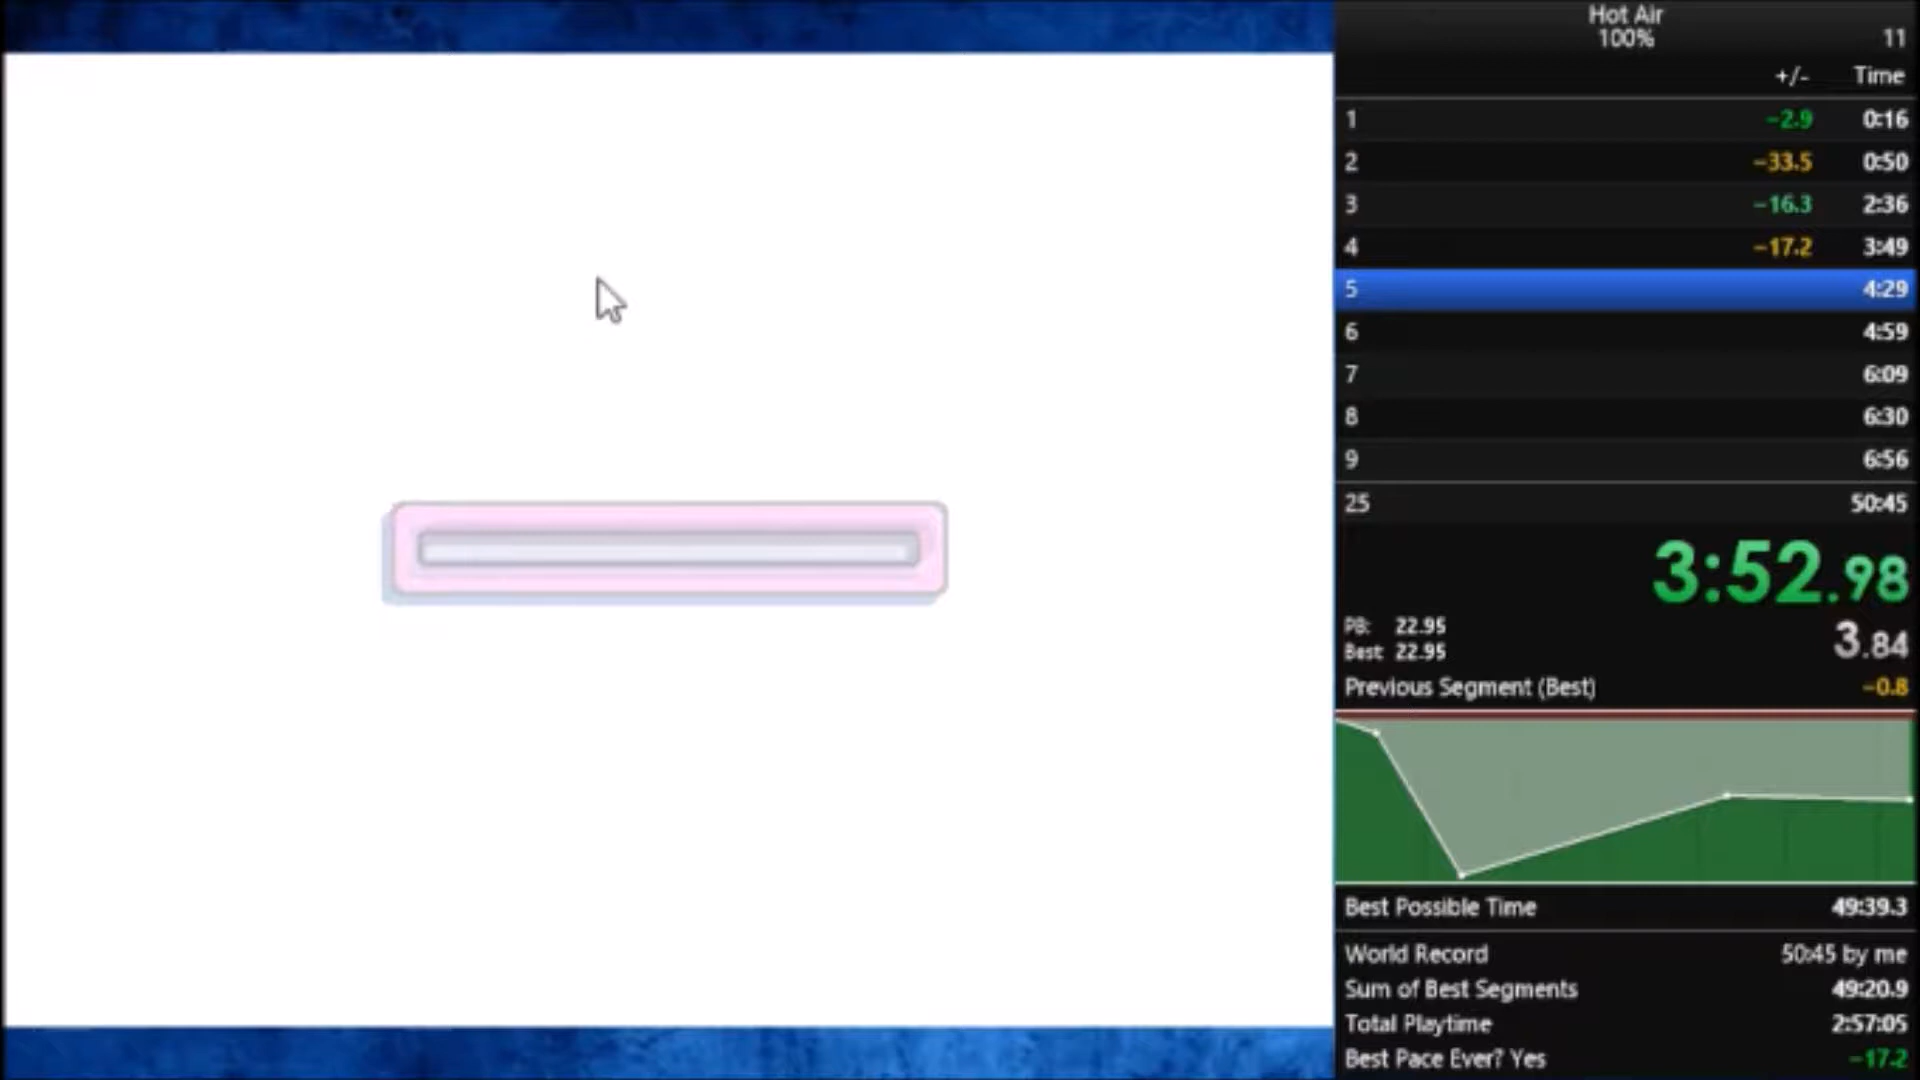 Hot Air
100% 11
+/- Time
1 -2.9 0:16
2 -33.5 0:50
3 -16.3 2:36
4 -17.2 3:49
5 4:29
6 4:59
7 6:09
8 6:30
9 6:56
25 50:45
3:52.98
PB: 22.95
3.84
Best: 22.95
Previous Segment (Best) -0.8
Best Possible Time 49:39.3
World Record 50:45 by me
Sum of Best Segments 49:20.9
Total Playtime 2:57:05
Best Pace Ever? Yes -17.2